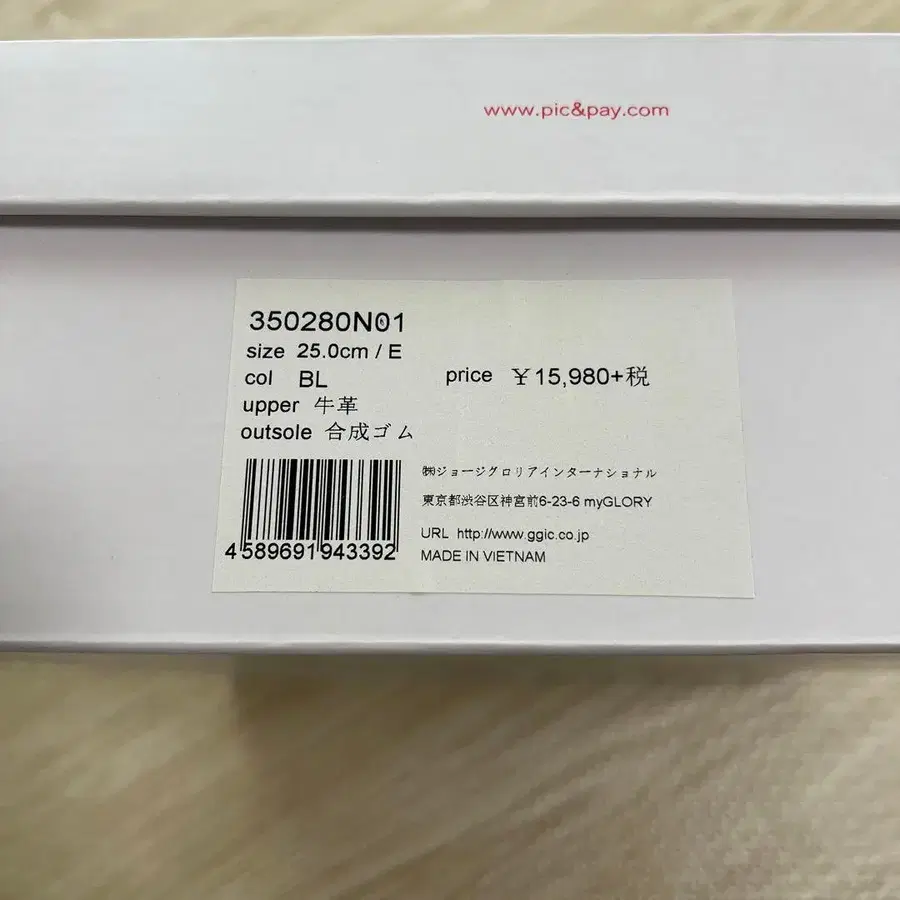 www.pic&pay.com
350280N01
size 25.0cm / E
col BL
price ￥15,980+税
upper 牛革
outsole 合成ゴム
㈱ジョージグロリアインターナショナル
東京都渋谷区神宮前6-23-6 myGLORY
URL http://www.ggic.co.jp
MADE IN VIETNAM
4 589691 943392